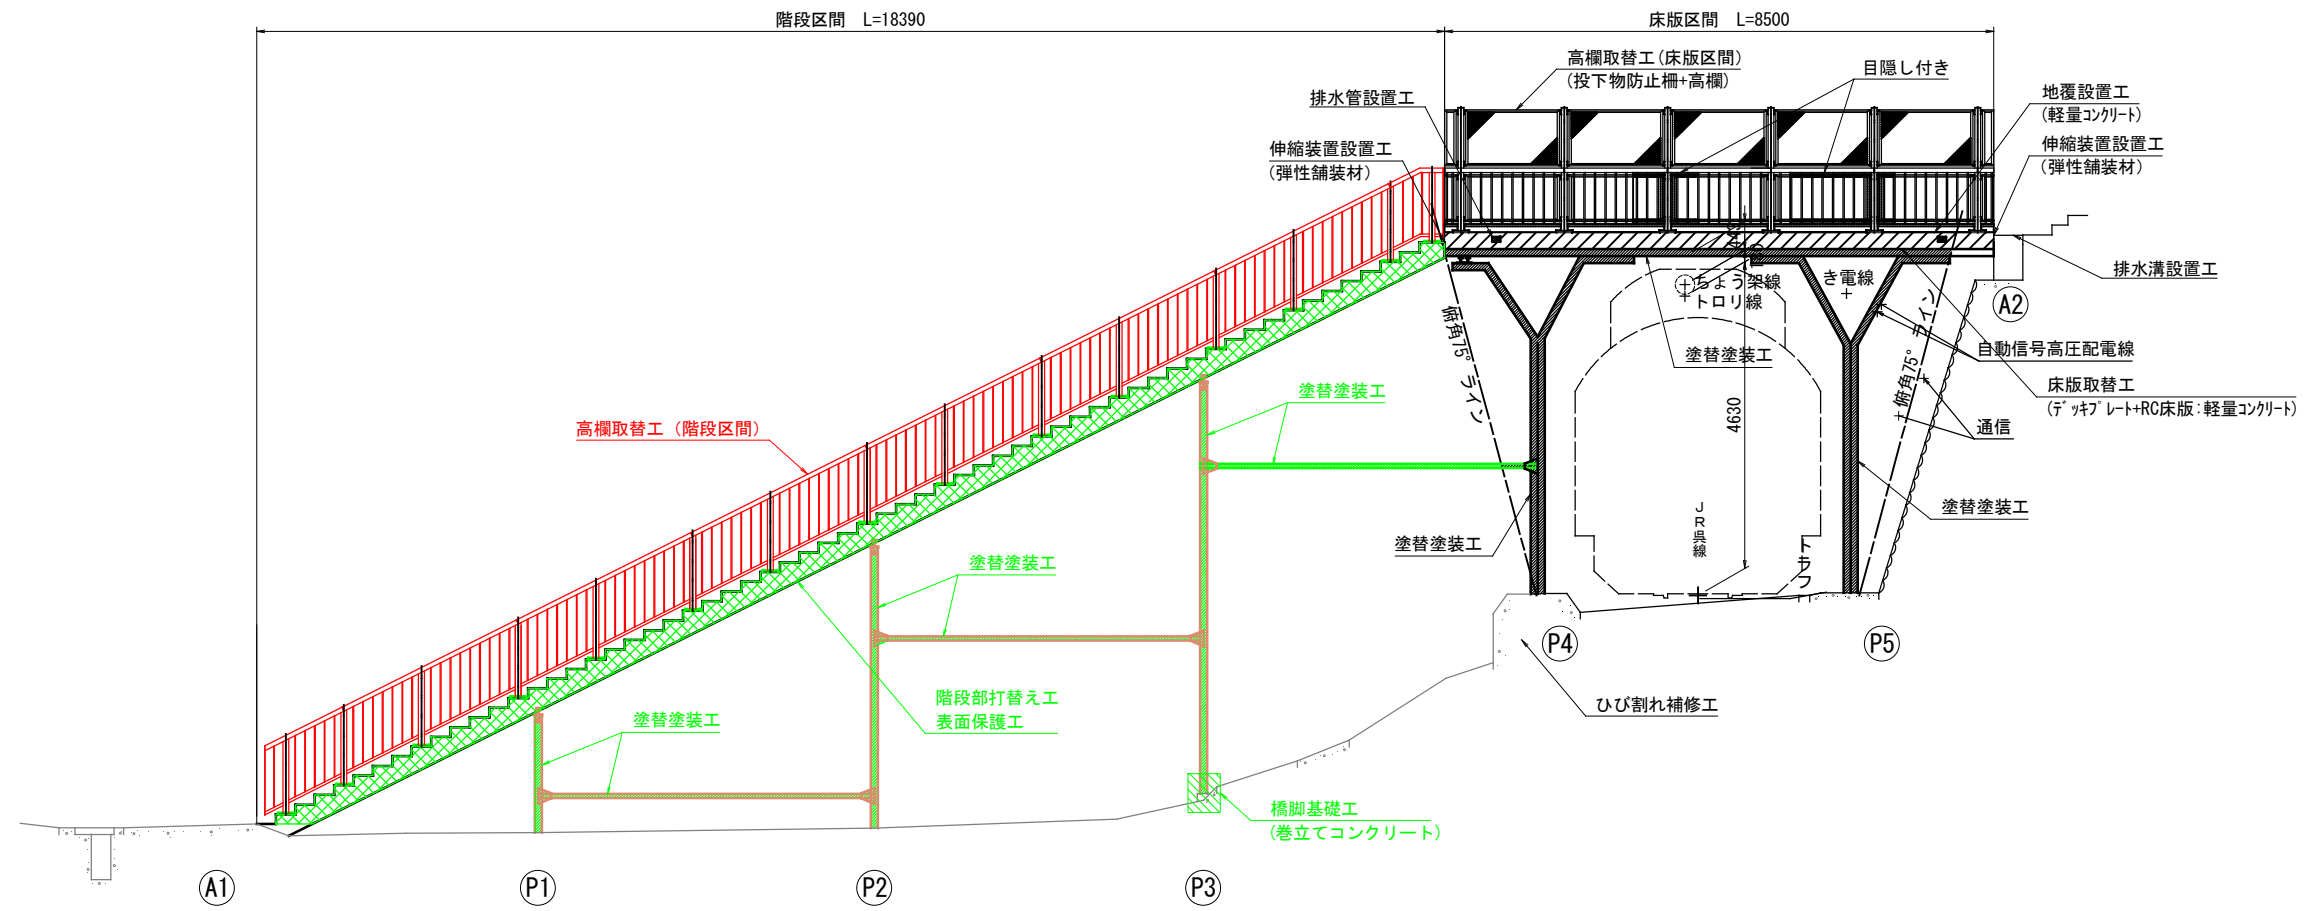 階段区間　L=18390
床版区間　L=8500
高欄取替工(床版区間)
(投下物防止柵+高欄)
目隠し付き
排水管設置工
地覆設置工
(軽量ｺﾝｸﾘｰﾄ)
伸縮装置設置工
(弾性舗装材)
伸縮装置設置工
(弾性舗装材)
排水溝設置工
ちょう架線
トロリ線
き電線
A2
俯角75°ライン
俯角75°ライン
塗替塗装工
自動信号高圧配電線
床版取替工
(ﾃﾞｯｷﾌﾟﾚｰﾄ+RC床版:軽量ｺﾝｸﾘｰﾄ)
通信
塗替塗装工
4630
高欄取替工（階段区間）
塗替塗装工
塗替塗装工
ＪＲ呉線
トラフ
塗替塗装工
P4
P5
ひび割れ補修工
階段部打替え工
表面保護工
塗替塗装工
橋脚基礎工
(巻立てコンクリート)
A1
P1
P2
P3